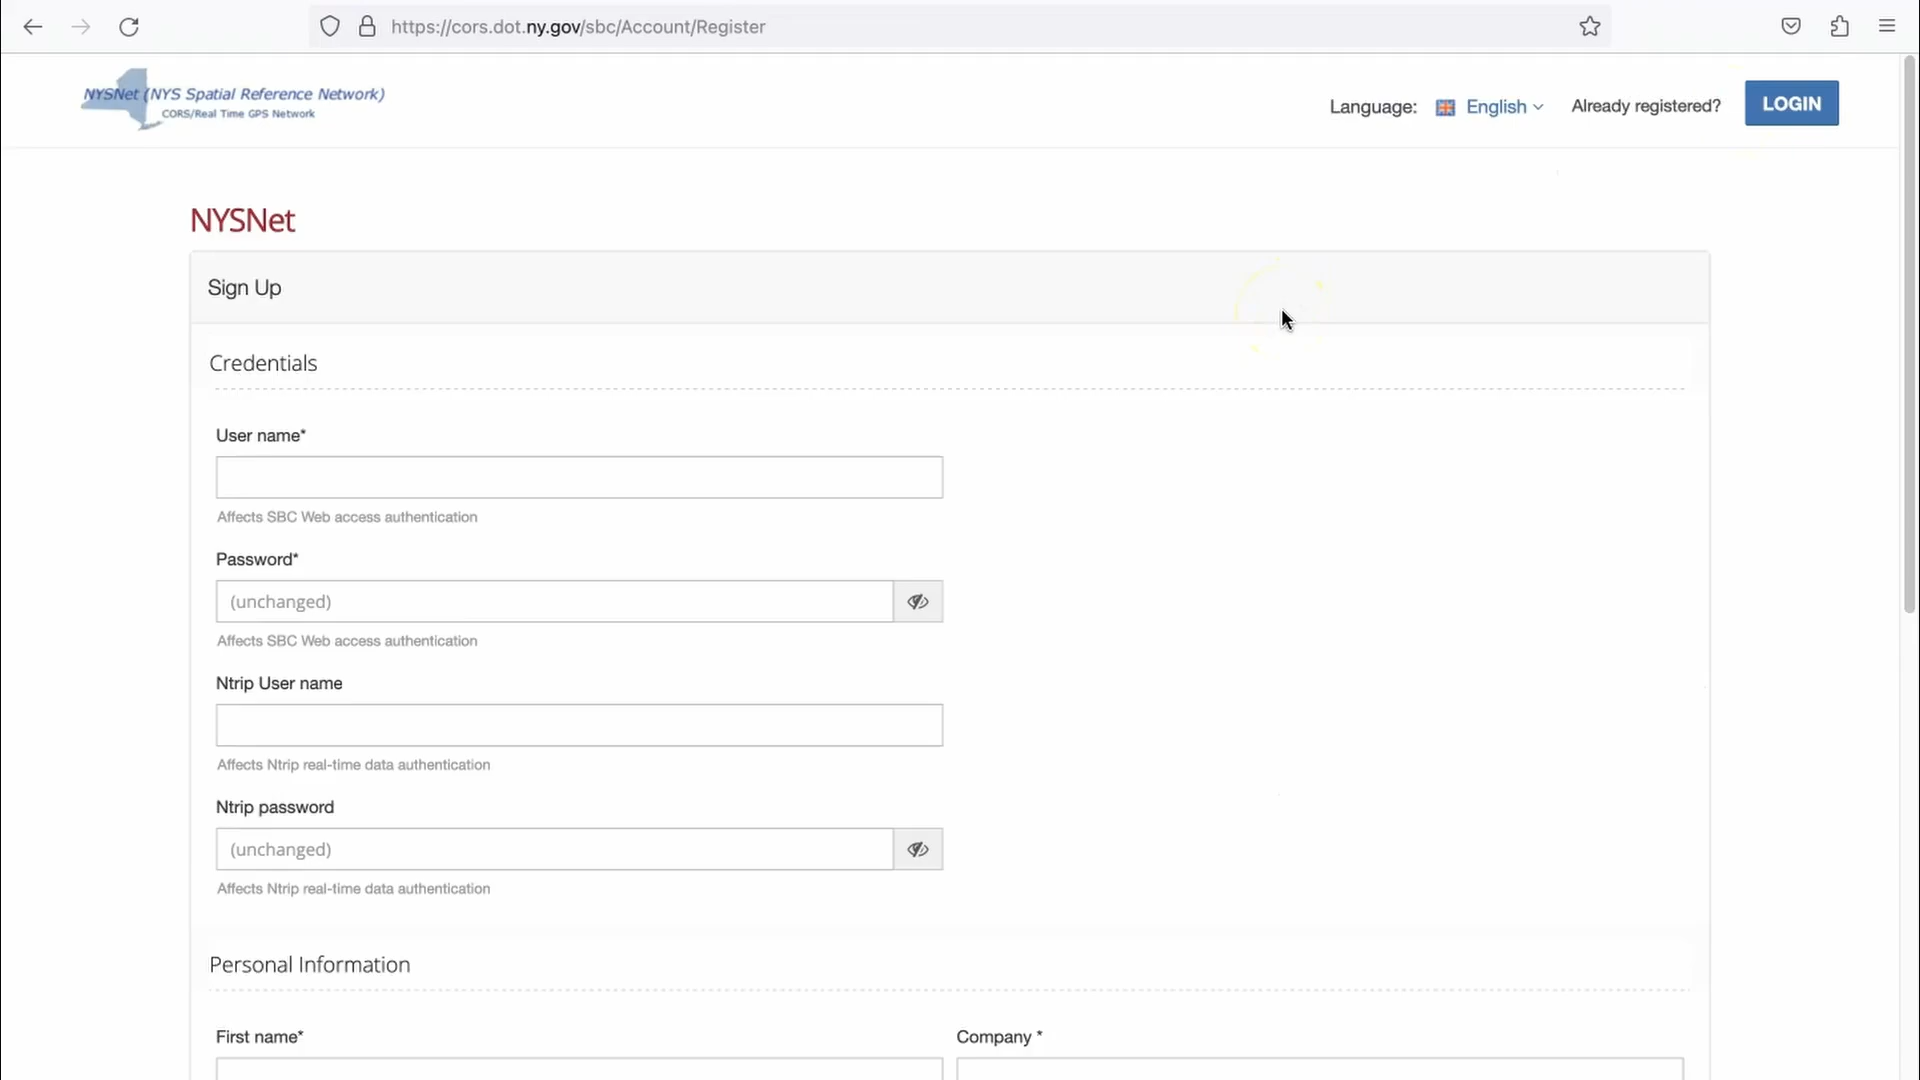 https://cors.dot.ny.gov/sbc/Account/Register
NYSNet (NYS Spatial Reference Network)
CORS/Real Time GPS Network
Language: English Already registered? LOGIN
NYSNet
Sign Up
Credentials
User name*
Affects SBC Web access authentication
Password*
(unchanged)
Affects SBC Web access authentication
Ntrip User name
Affects Ntrip real-time data authentication
Ntrip password
(unchanged)
Affects Ntrip real-time data authentication
Personal Information
First name* Company *